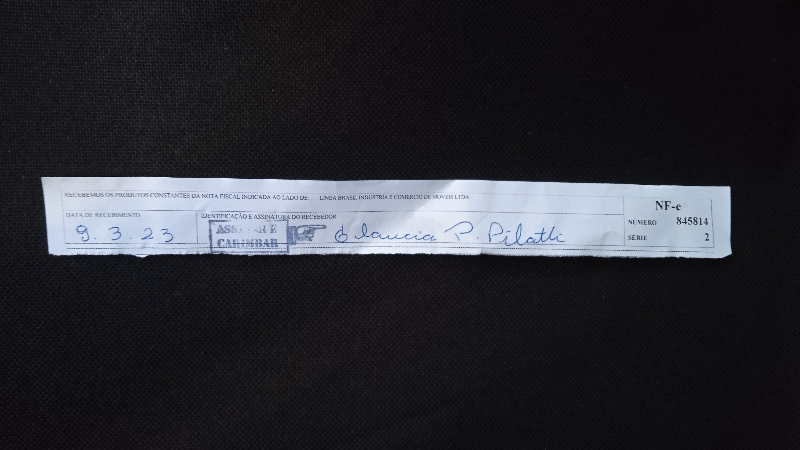 RECEBEMOS OS PRODUTOS CONSTANTES DA NOTA FISCAL INDICADA AO LADO DE: LINEA BRASIL INDUSTRIA E COMERCIO DE MOVEIS LTDA
NF-e
NÚMERO 845814
SÉRIE 2
DATA DE RECEBIMENTO
9.3.23
IDENTIFICAÇÃO E ASSINATURA DO RECEBEDOR
ASSINAR E
CARIMBAR
Glaucia P. Pilatti